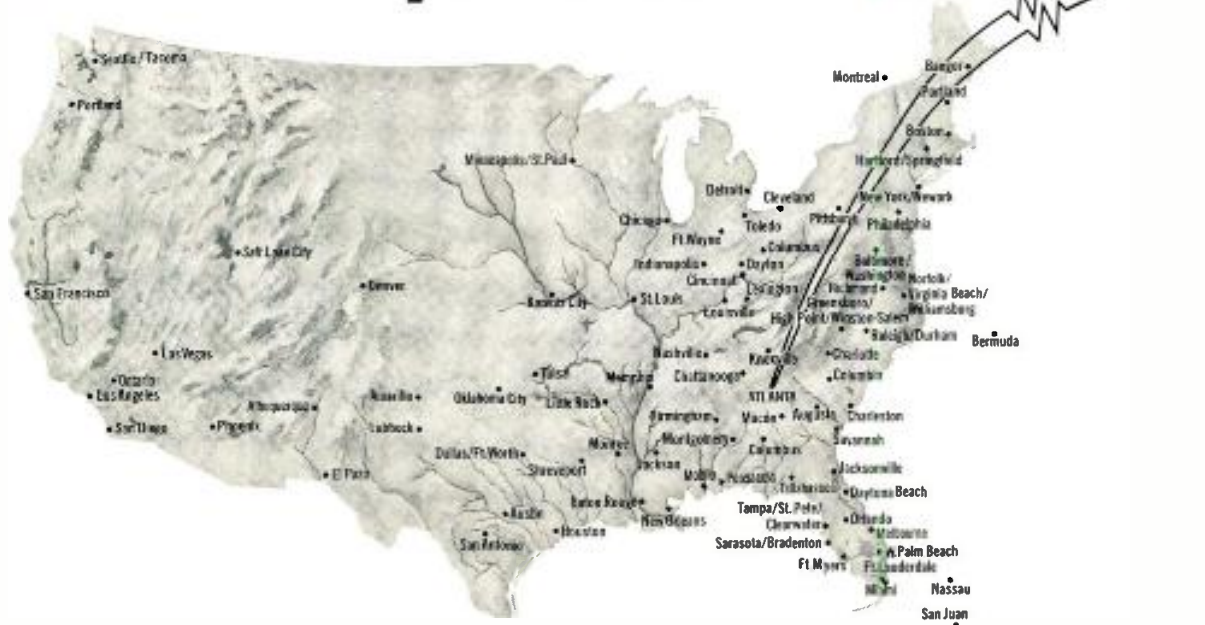 Seattle/Tacoma
Portland
Salt Lake City
San Francisco
Las Vegas
Ontario
Los Angeles
San Diego
Phoenix
Albuquerque
El Paso
Denver
Amarillo
Lubbock
Minneapolis/St.Paul
Kansas City
Oklahoma City
Tulsa
Little Rock
Dallas/Ft.Worth
Shreveport
Austin
San Antonio
Houston
Monroe
Baton Rouge
New Orleans
Jackson
Memphis
St.Louis
Chicago
Detroit
Cleveland
Toledo
Ft.Wayne
Columbus
Indianapolis
Dayton
Cincinnati
Lexington
Louisville
Nashville
Knoxville
Chattanooga
ATLANTA
Birmingham
Macon
Augusta
Montgomery
Columbus
Mobile
Pensacola
Tallahassee
Montreal
Bangor
Portland
Boston
Hartford/Springfield
New York/Newark
Pittsburgh
Philadelphia
Baltimore/
Washington
Richmond
Norfolk/
Virginia Beach/
Williamsburg
Greensboro/
High Point/Winston-Salem
Raleigh/Durham
Bermuda
Charlotte
Columbia
Charleston
Savannah
Jacksonville
Daytona Beach
Tampa/St. Pete/
Clearwater
Orlando
Melbourne
Sarasota/Bradenton
W.Palm Beach
Ft Myers
Ft.Lauderdale
Miami
Nassau
San Juan